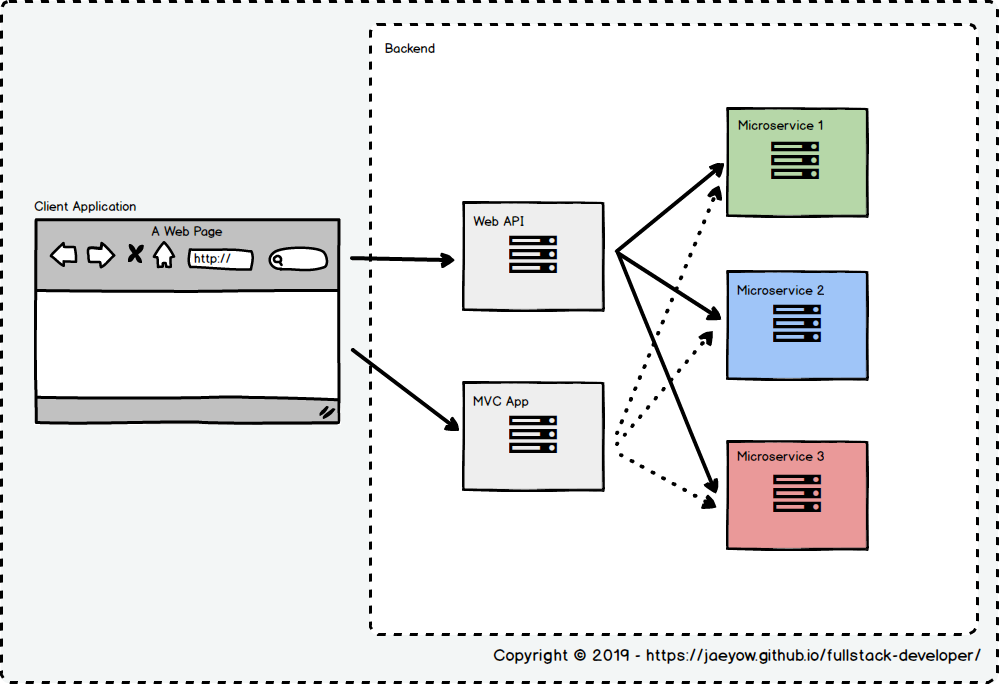 Backend
Microservice 1
Client Application
A Web Page
http://
Web API
Microservice 2
MVC App
Microservice 3
Copyright © 2019 - https://jaeyow.github.io/fullstack-developer/